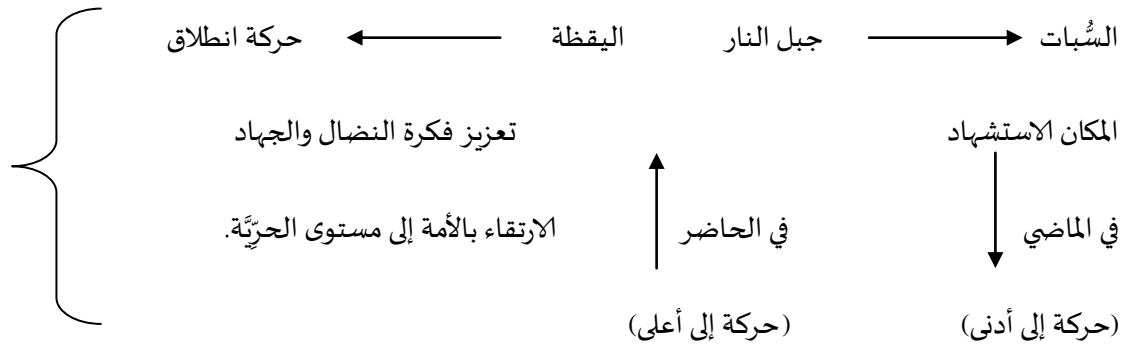 السُّبات جبل النار اليقظة حركة انطلاق
المكان الاستشهاد تعزيز فكرة النضال والجهاد
في الماضي في الحاضر الارتقاء بالأمة إلى مستوى الحرِّيَّة.
(حركة إلى أدنى) (حركة إلى أعلى)